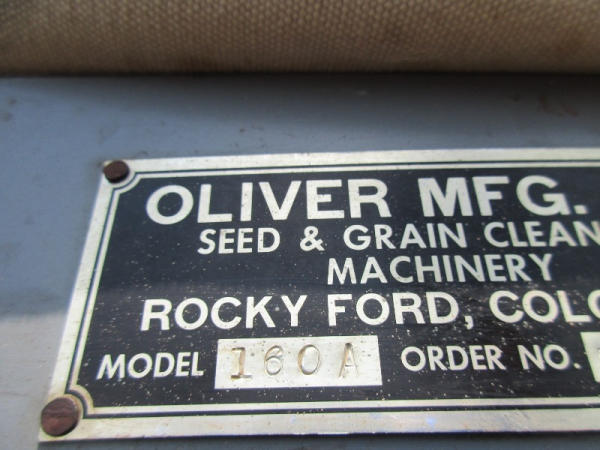 OLIVER MFG.
SEED & GRAIN CLEAN
MACHINERY
ROCKY FORD, COLO
MODEL 160A ORDER NO.